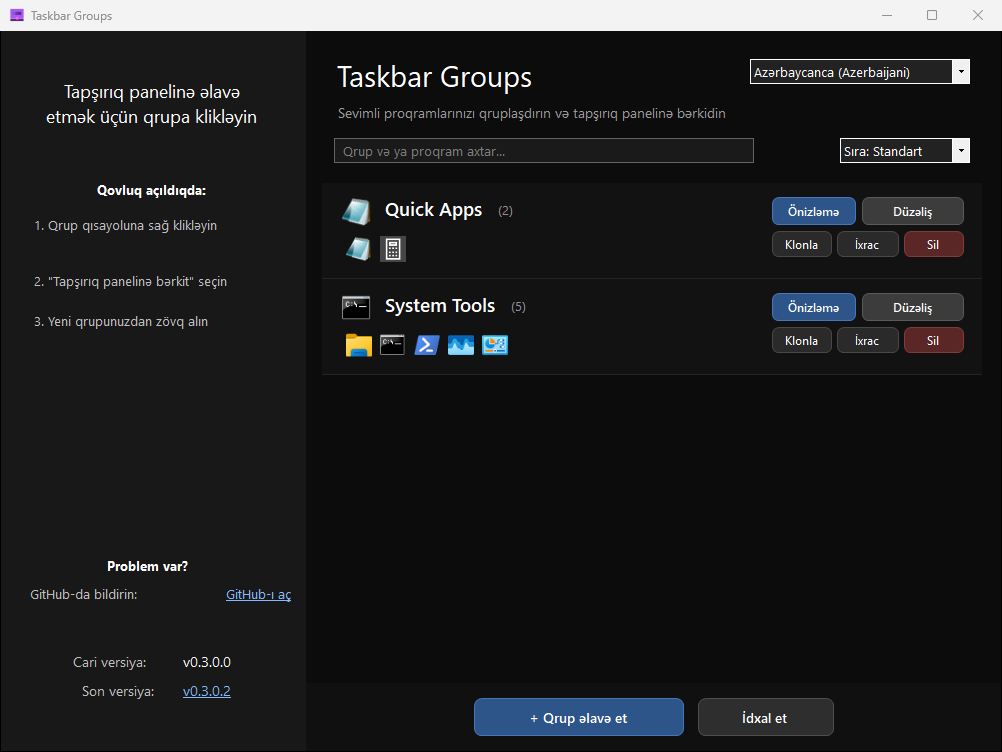 Taskbar Groups
Tapşırıq panelinə əlavə
etmək üçün qrupa klikləyin
Qovluq açıldıqda:
1. Qrup qısayoluna sağ klikləyin
2. "Tapşırıq panelinə bərkit" seçin
3. Yeni qrupunuzdan zövq alın
Problem var?
GitHub-da bildirin: GitHub-ı aç
Cari versiya: v0.3.0.0
Son versiya: v0.3.0.2
Taskbar Groups
Azərbaycanca (Azerbaijani)
Sevimli proqramlarınızı qruplaşdırın və tapşırıq panelinə bərkidin
Qrup və ya proqram axtar...
Sıra: Standart
Quick Apps (2)
Önizləmə Düzəliş
Klonla İxrac Sil
System Tools (5)
Önizləmə Düzəliş
Klonla İxrac Sil
+ Qrup əlavə et
İdxal et